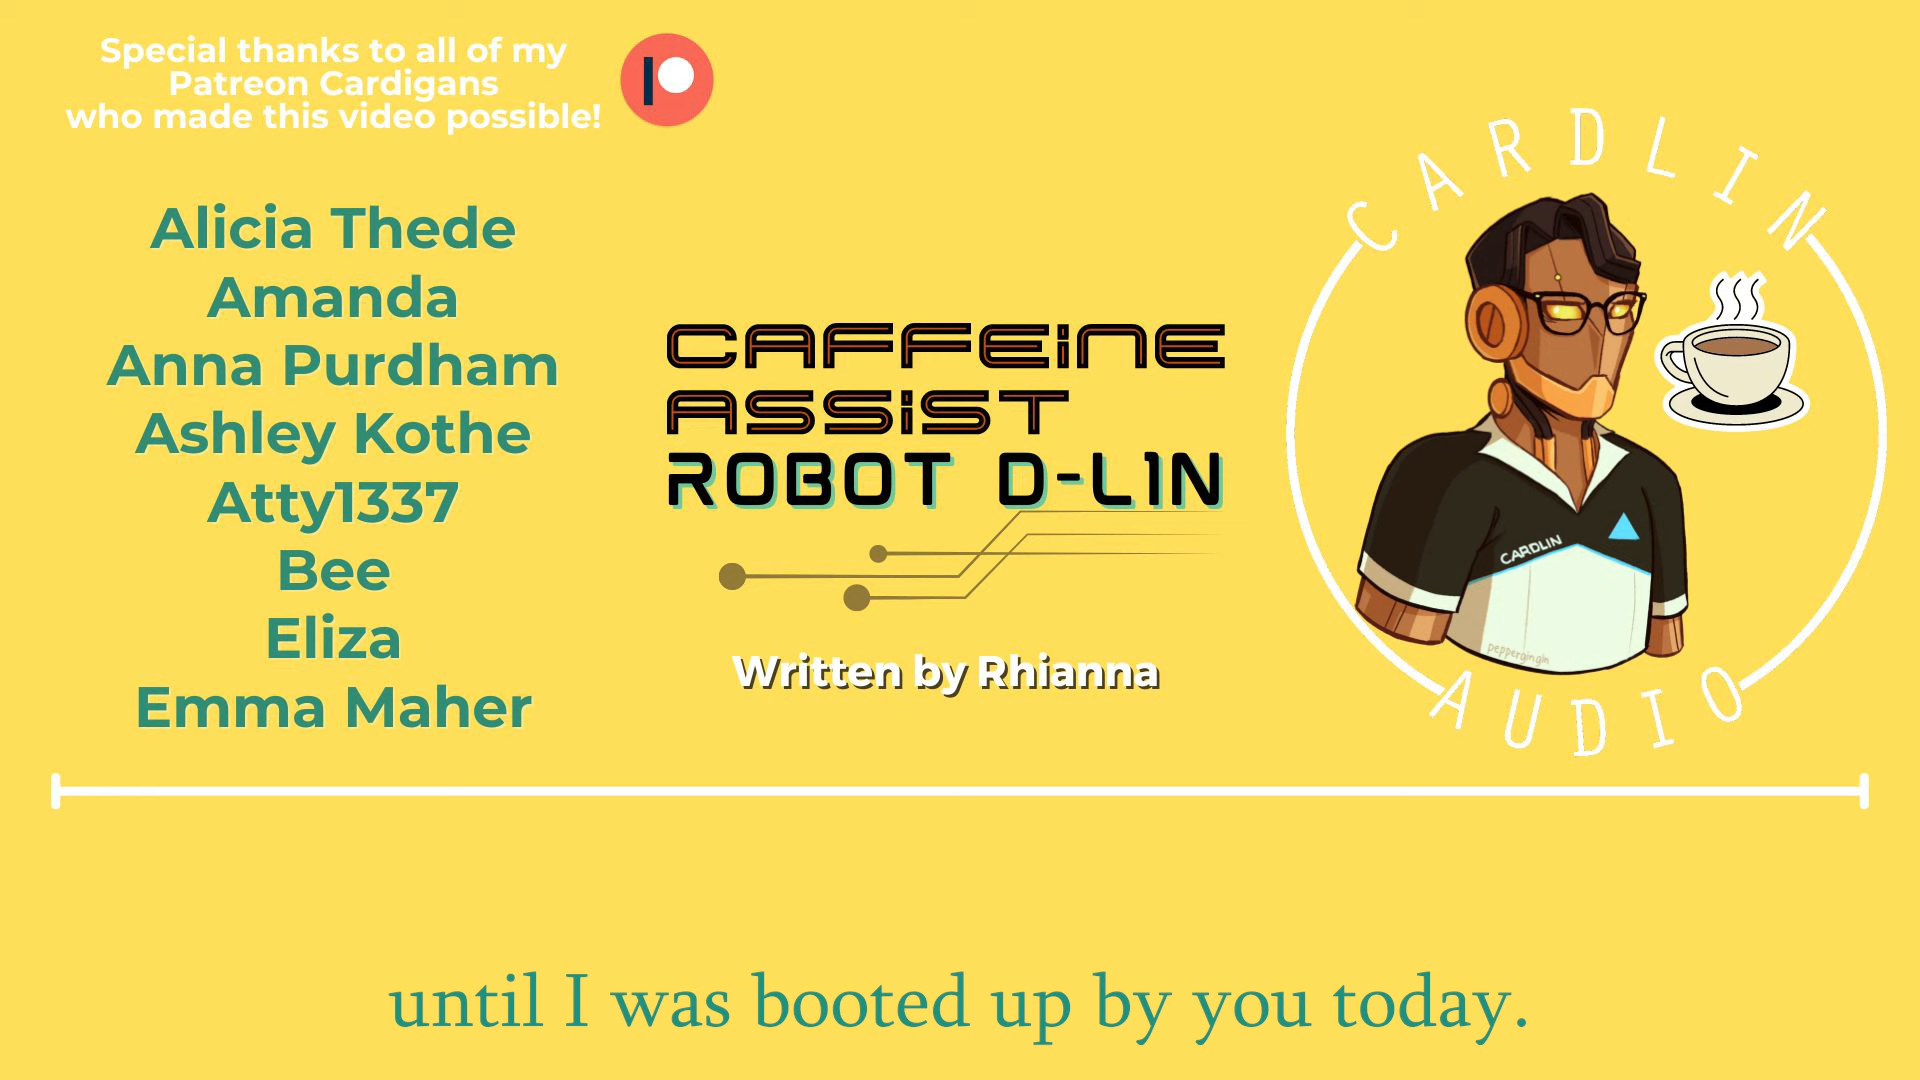 Special thanks to all of my
Patreon Cardigans
who made this video possible!
Alicia Thede
Amanda
Anna Purdham
Ashley Kothe
Atty1337
Bee
Eliza
Emma Maher
CAFFEiNE
ASSiST
ROBOT D-L1N
Written by Rhianna
CARDLIN
CARDLIN
peppergingin
AUDIO
until I was booted up by you today.